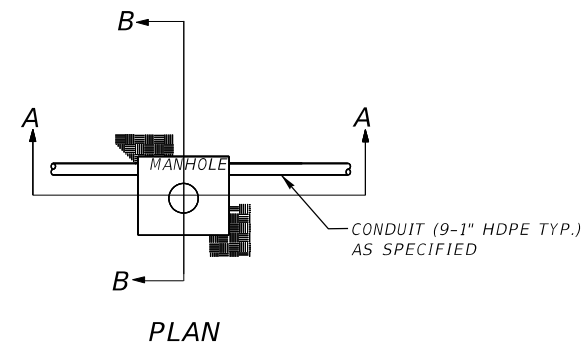 B
A
A
MANHOLE
CONDUIT (9-1" HDPE TYP.)
AS SPECIFIED
B
PLAN